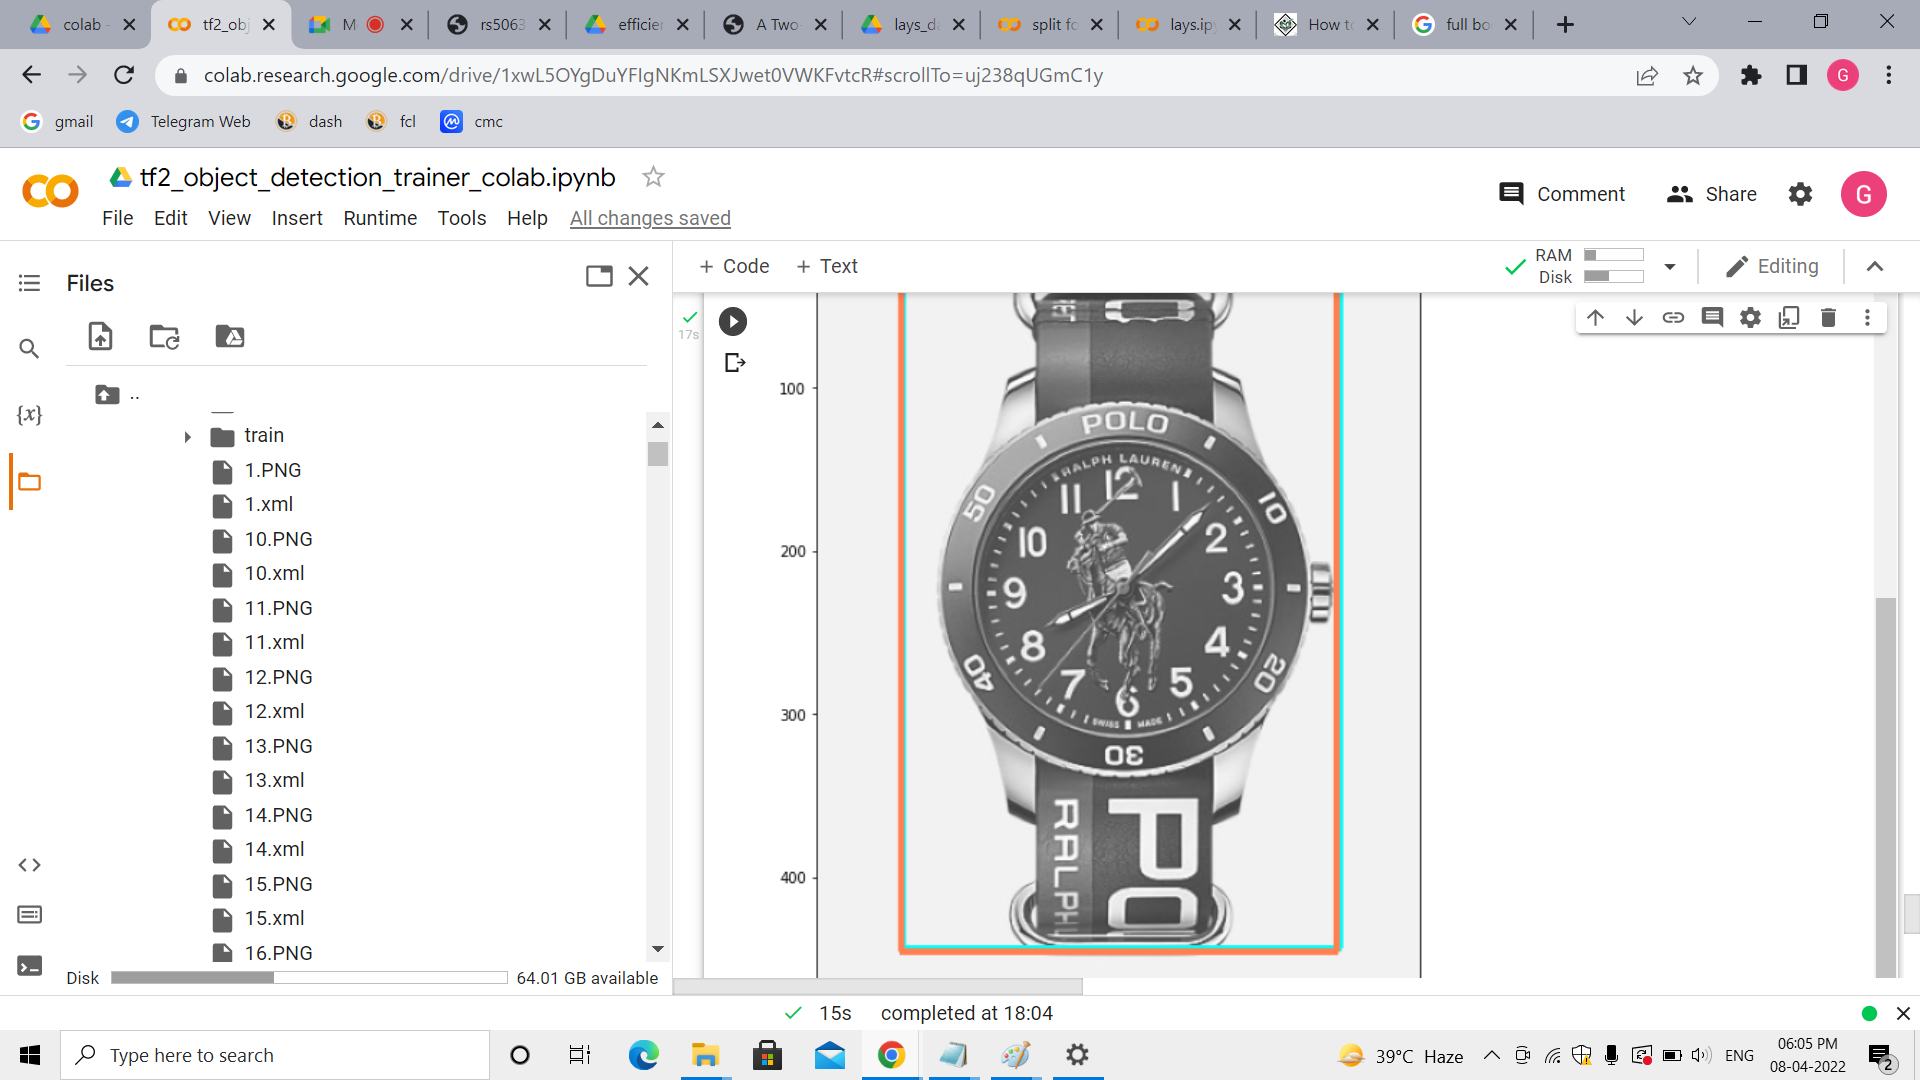 colab -
tf2_obj
M
rs5063
efficier
A Two-
lays_da
split fo
lays.ip
How to
full bo
colab.research.google.com/drive/1xwL5OYgDuYFIgNKmLSXJwet0VWKFvtcR#scrollTo=uj238qUGmC1y
G
gmail
Telegram Web
dash
fcl
cmc
tf2_object_detection_trainer_colab.ipynb
Comment
Share
G
File Edit View Insert Runtime Tools Help All changes saved
Files
+ Code + Text
RAM
Disk
Editing
17s
..
train
1.PNG
1.xml
10.PNG
10.xml
11.PNG
11.xml
12.PNG
12.xml
13.PNG
13.xml
14.PNG
14.xml
15.PNG
15.xml
16.PNG
Disk
64.01 GB available
{x}
100
200
300
400
POLO
RALPH LAUREN
12
1
2
3
4
5
6
7
8
9
10
11
10
20
30
40
50
SWISS MADE
RALPH
PO
15s completed at 18:04
Type here to search
39°C Haze
ENG
06:05 PM
08-04-2022
2